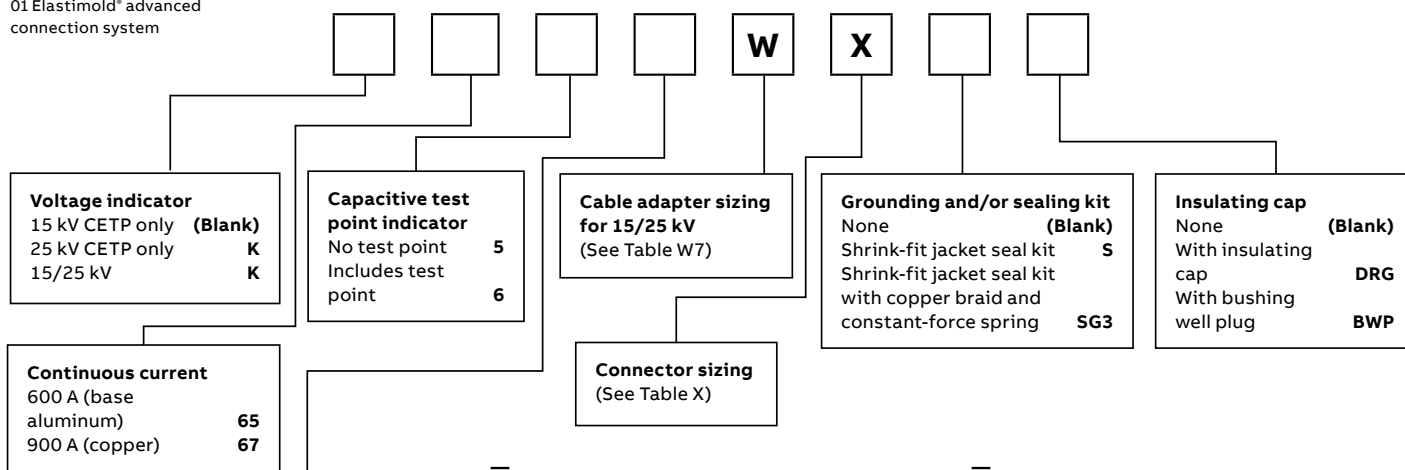 01 Elastimold® advanced
connection system
W X
Voltage indicator
15 kV CETP only (Blank)
25 kV CETP only K
15/25 kV K
Capacitive test
point indicator
No test point 5
Includes test
point 6
Cable adapter sizing
for 15/25 kV
(See Table W7)
Grounding and/or sealing kit
None (Blank)
Shrink-fit jacket seal kit S
Shrink-fit jacket seal kit
with copper braid and
constant-force spring SG3
Insulating cap
None (Blank)
With insulating
cap DRG
With bushing
well plug BWP
Continuous current
600 A (base
aluminum) 65
900 A (copper) 67
Connector sizing
(See Table X)